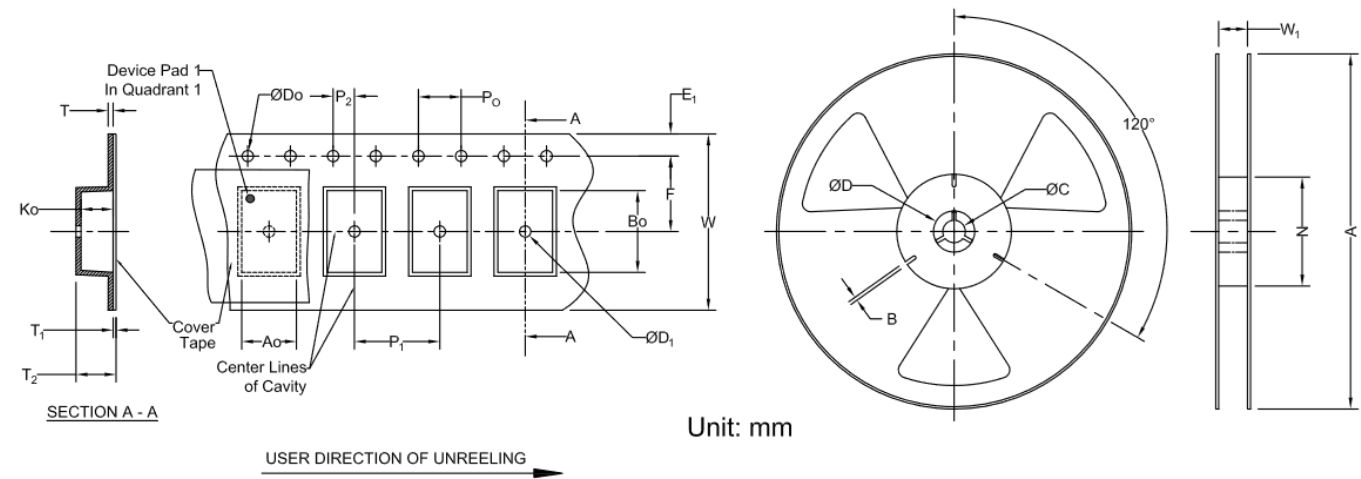 Device Pad 1
In Quadrant 1
T
ØDo
P2
PO
A
E1
W1
120°
Ko
F
Bo
W
ØD
ØC
N
A
B
T1
Cover
Tape
Ao
P1
A
ØD1
T2
Center Lines
of Cavity
SECTION A - A
Unit: mm
USER DIRECTION OF UNREELING